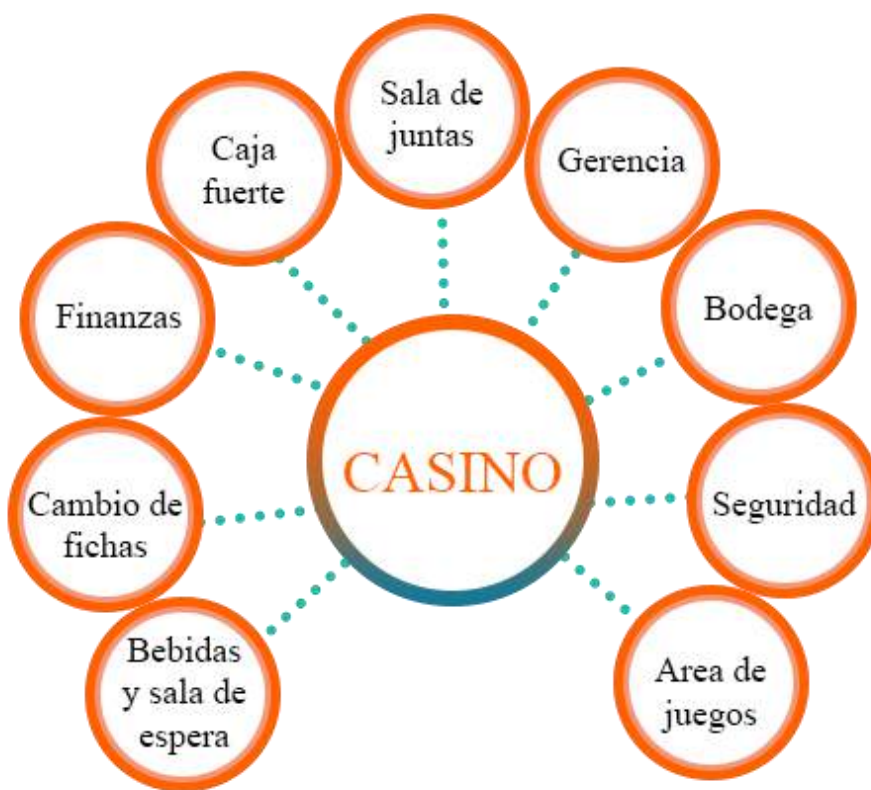 Sala de
juntas
Caja
fuerte
Gerencia
Finanzas
Bodega
CASINO
Cambio de
fichas
Seguridad
Bebidas
y sala de
espera
Area de
juegos